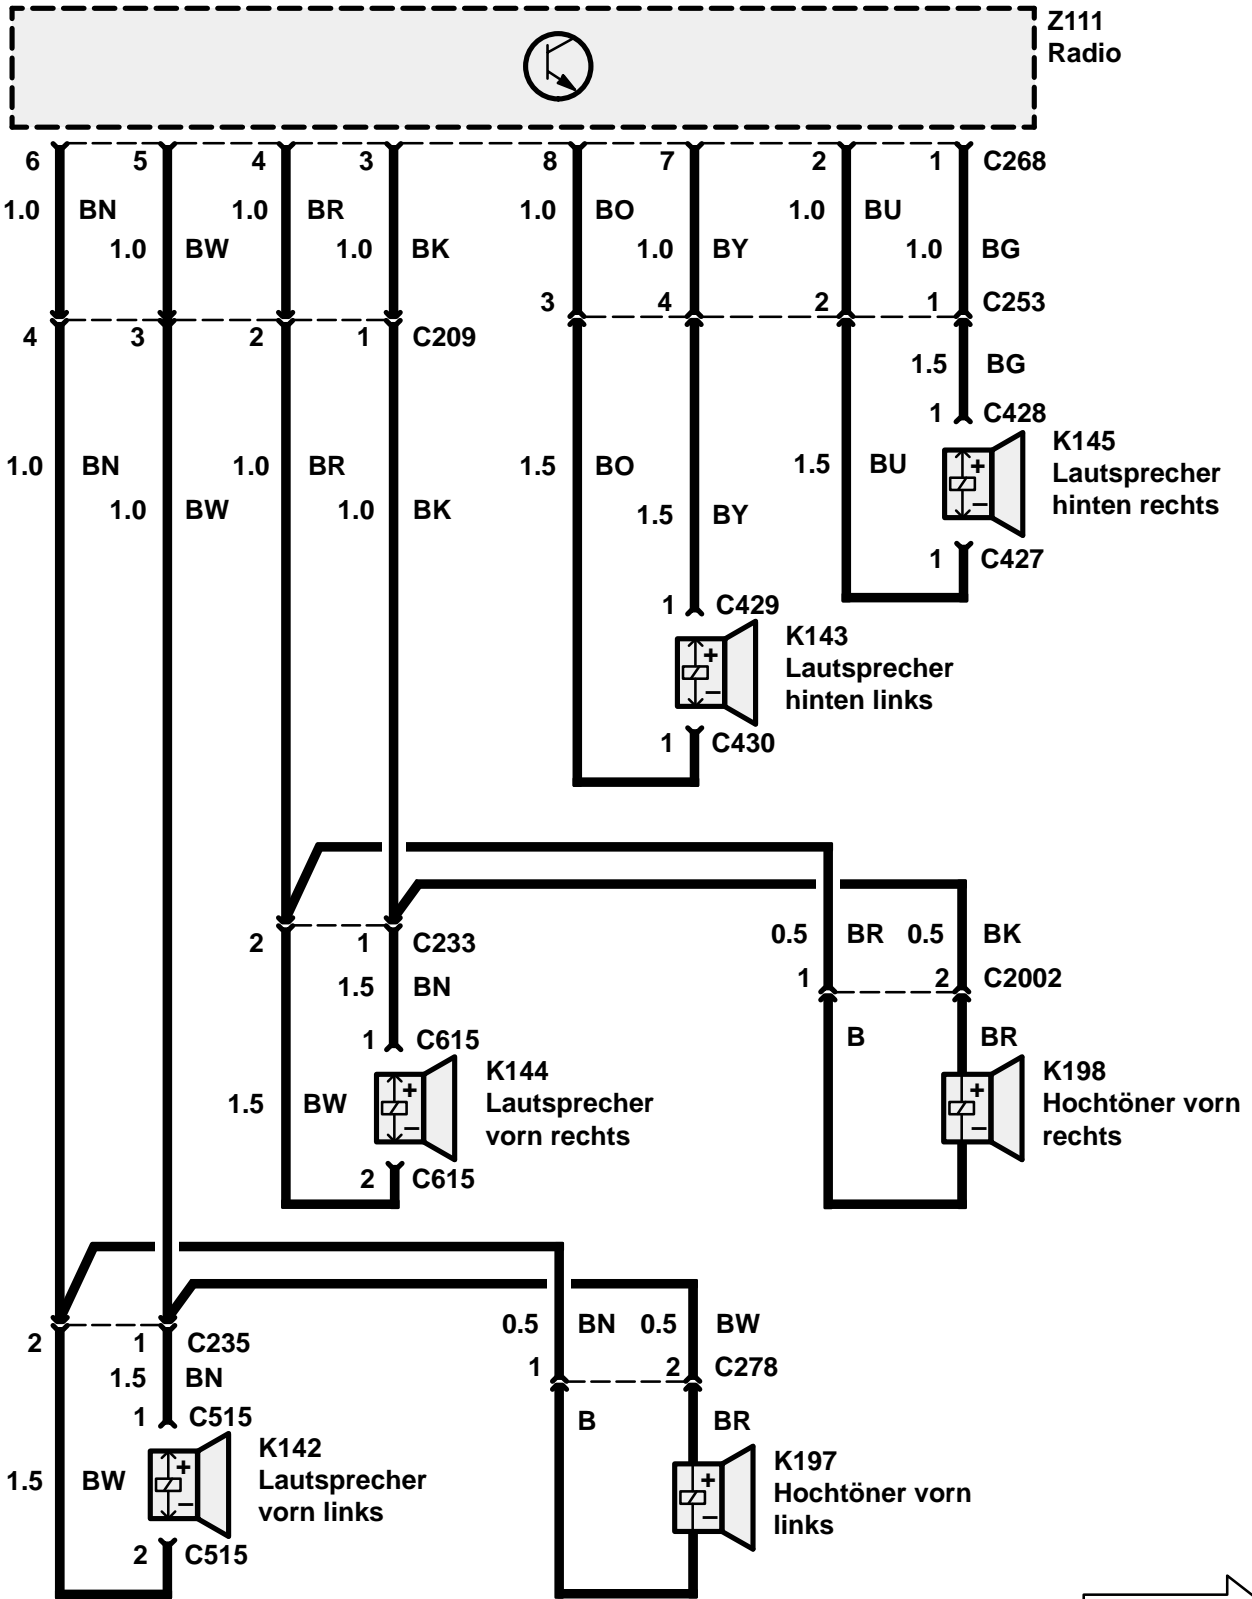 Z111
Radio
6 5 4 3 8 7 2 1 C268
1.0 BN 1.0 BR 1.0 BO 1.0 BU
1.0 BW 1.0 BK 1.0 BY 1.0 BG
3 4 2 1 C253
4 3 2 1 C209
1.5 BG
1 C428
K145
Lautsprecher
hinten rechts
1.0 BN 1.0 BR 1.5 BO 1.5 BU
1.0 BW 1.0 BK 1.5 BY
+
–
1 C427
1 C429
K143
Lautsprecher
hinten links
+
–
1 C430
2 1 C233
0.5 BR 0.5 BK
1.5 BN
1 2 C2002
1 C615
B BR
K144
Lautsprecher
vorn rechts
+
–
1.5 BW
2 C615
K198
Hochtöner vorn
rechts
+
–
2 1 C235
0.5 BN 0.5 BW
1.5 BN
1 2 C278
1 C515
B BR
K142
Lautsprecher
vorn links
+
–
1.5 BW
2 C515
K197
Hochtöner vorn
links
+
–